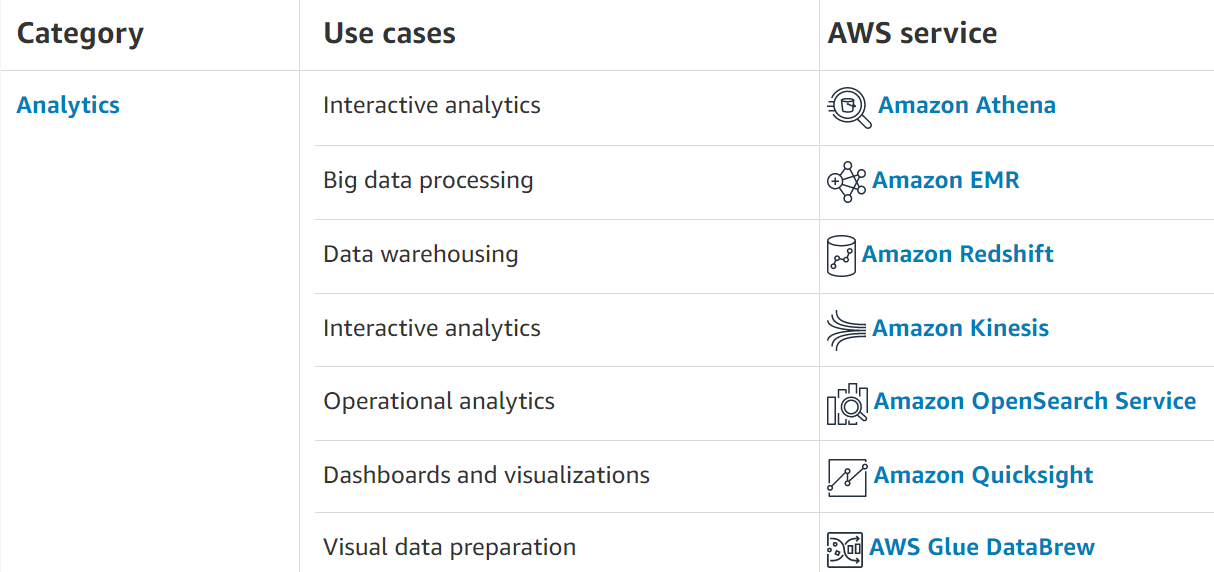 Category Use cases AWS service
Analytics Interactive analytics Amazon Athena
Big data processing Amazon EMR
Data warehousing Amazon Redshift
Interactive analytics Amazon Kinesis
Operational analytics Amazon OpenSearch Service
Dashboards and visualizations Amazon Quicksight
Visual data preparation AWS Glue DataBrew